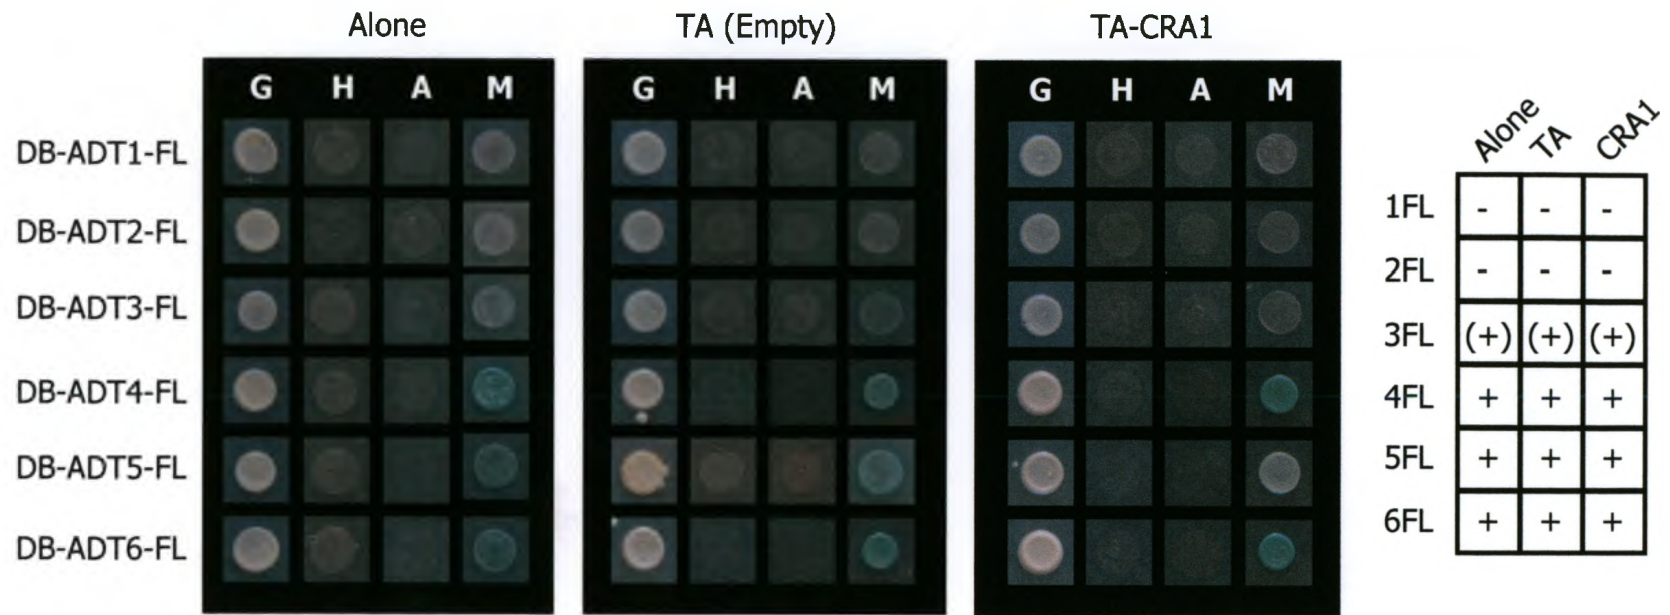 Alone TA (Empty) TA-CRA1
G H A M G H A M G H A M
Alone TA CRA1
DB-ADT1-FL
DB-ADT2-FL
DB-ADT3-FL
DB-ADT4-FL
DB-ADT5-FL
DB-ADT6-FL
1FL - - -
2FL - - -
3FL (+) (+) (+)
4FL + + +
5FL + + +
6FL + + +